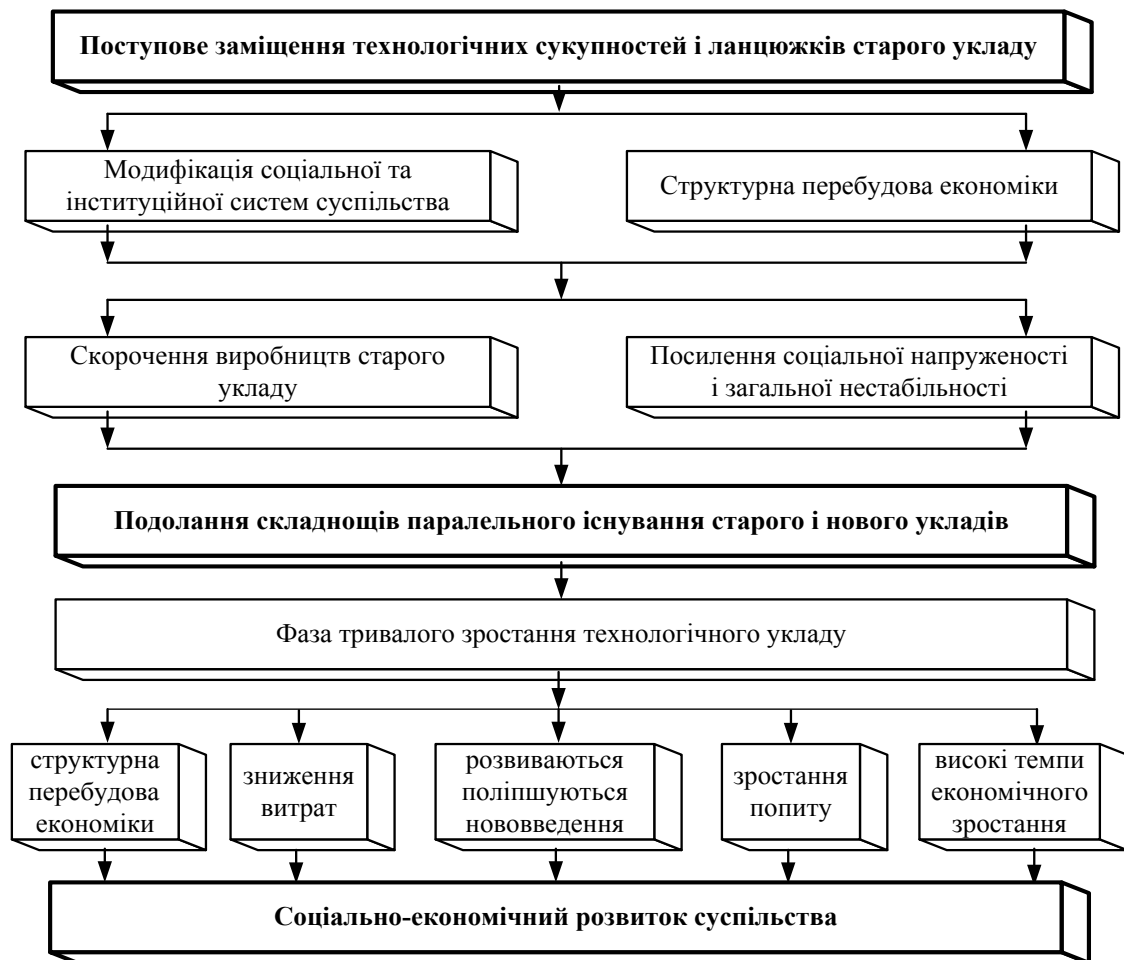 Поступове заміщення технологічних сукупностей і ланцюжків старого укладу
Модифікація соціальної та
інституційної систем суспільства
Структурна перебудова економіки
Скорочення виробництв старого
укладу
Посилення соціальної напруженості
і загальної нестабільності
Подолання складнощів паралельного існування старого і нового укладів
Фаза тривалого зростання технологічного укладу
структурна
перебудова
економіки
зниження
витрат
розвиваються
поліпшуються
нововведення
зростання
попиту
високі темпи
економічного
зростання
Соціально-економічний розвиток суспільства